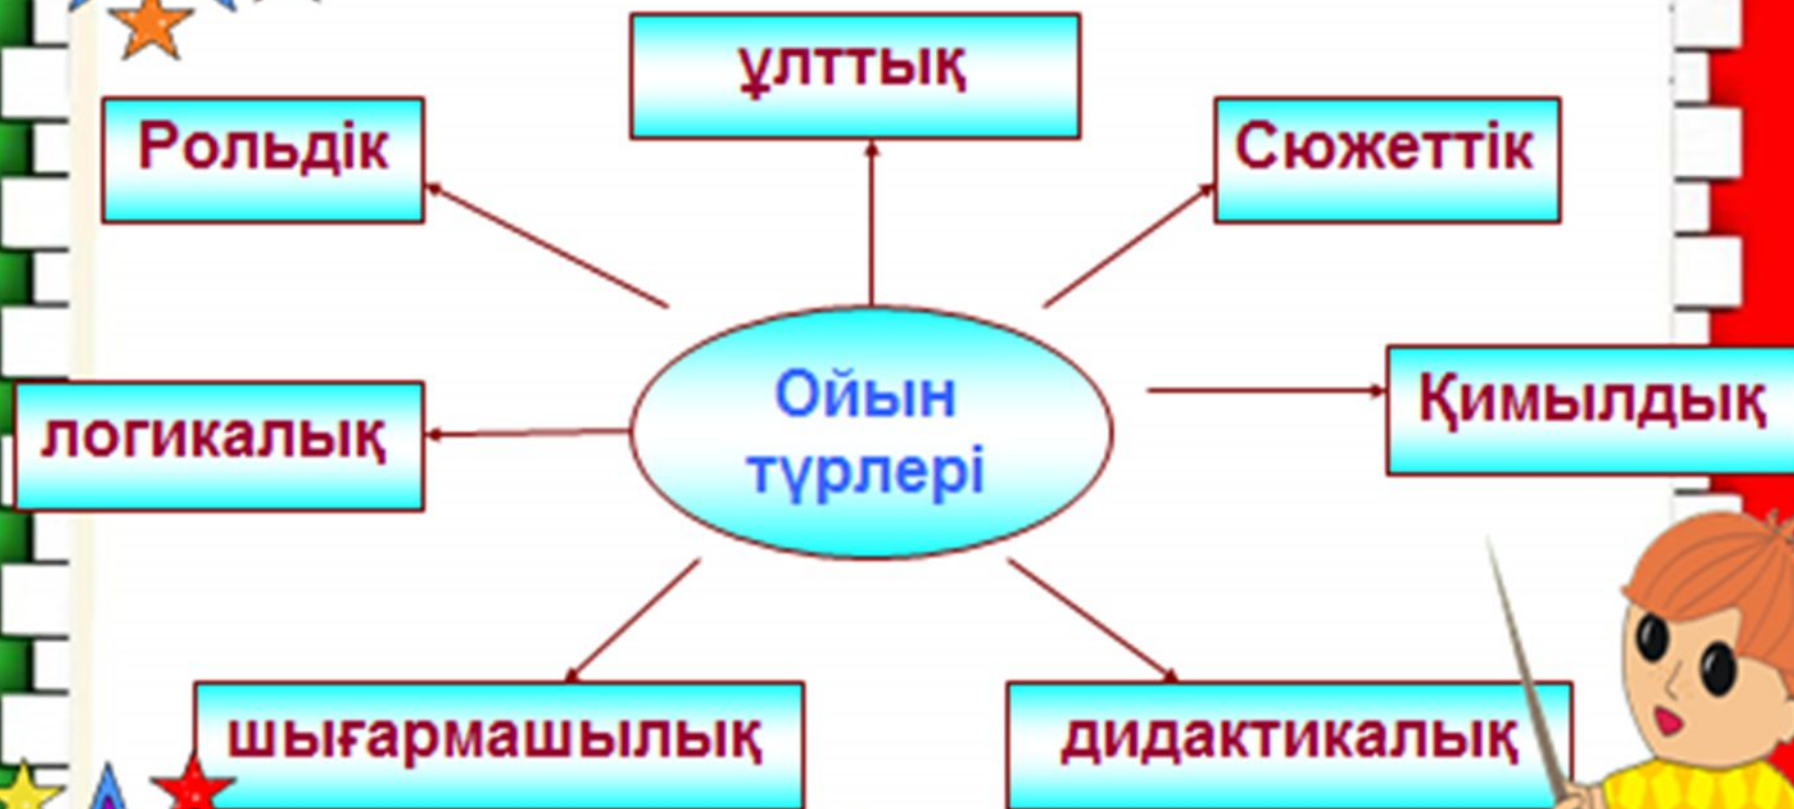 ұлттық
Рольдік
Сюжеттік
Ойын
түрлері
Қимылдық
логикалық
шығармашылық
дидактикалық